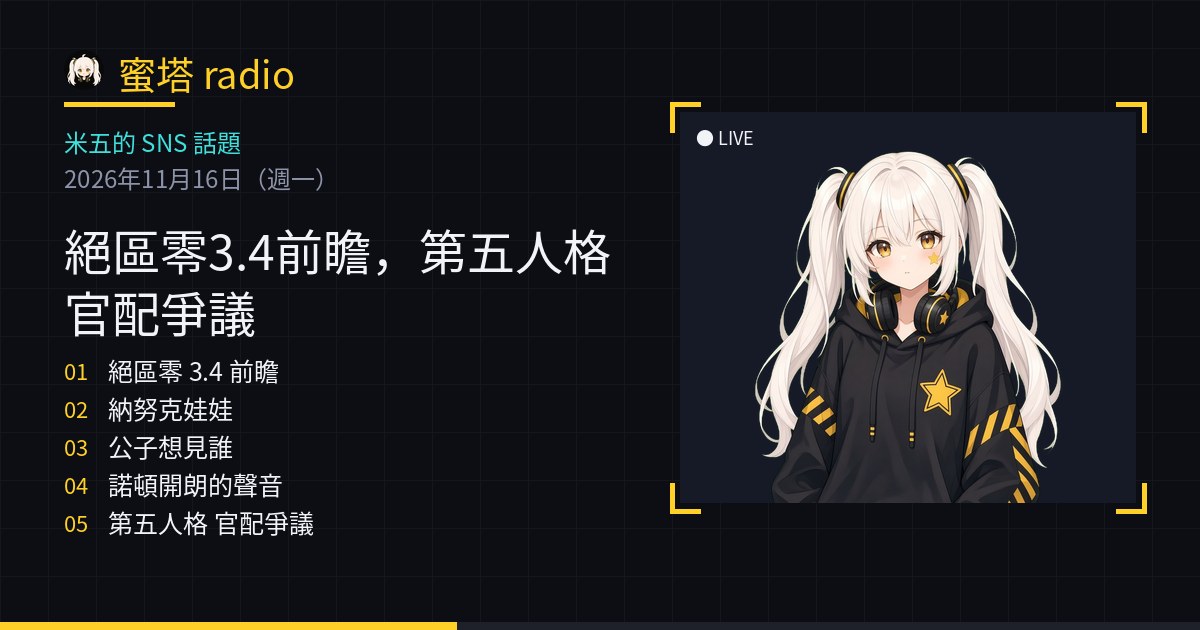 蜜塔 radio
米五的 SNS 話題
2026年11月16日（週一）
絕區零3.4前瞻，第五人格
官配爭議
01 絕區零 3.4 前瞻
02 納努克娃娃
03 公子想見誰
04 諾頓開朗的聲音
05 第五人格 官配爭議
LIVE